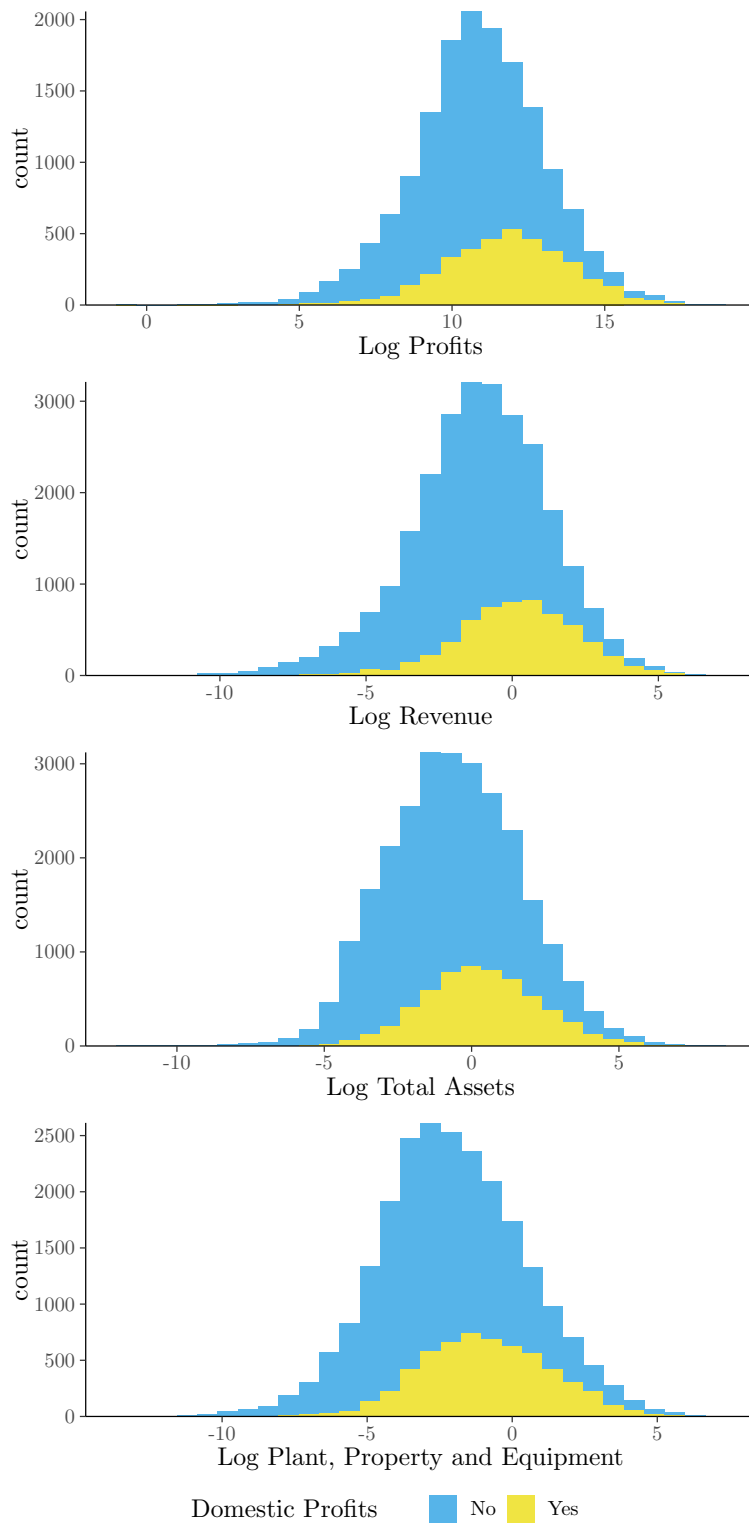 2000
1500
1000
500
0
count
0 5 10 15
Log Profits
3000
2000
1000
0
count
-10 -5 0 5
Log Revenue
3000
2000
1000
0
count
-10 -5 0 5
Log Total Assets
2500
2000
1500
1000
500
0
count
-10 -5 0 5
Log Plant, Property and Equipment
Domestic Profits No Yes